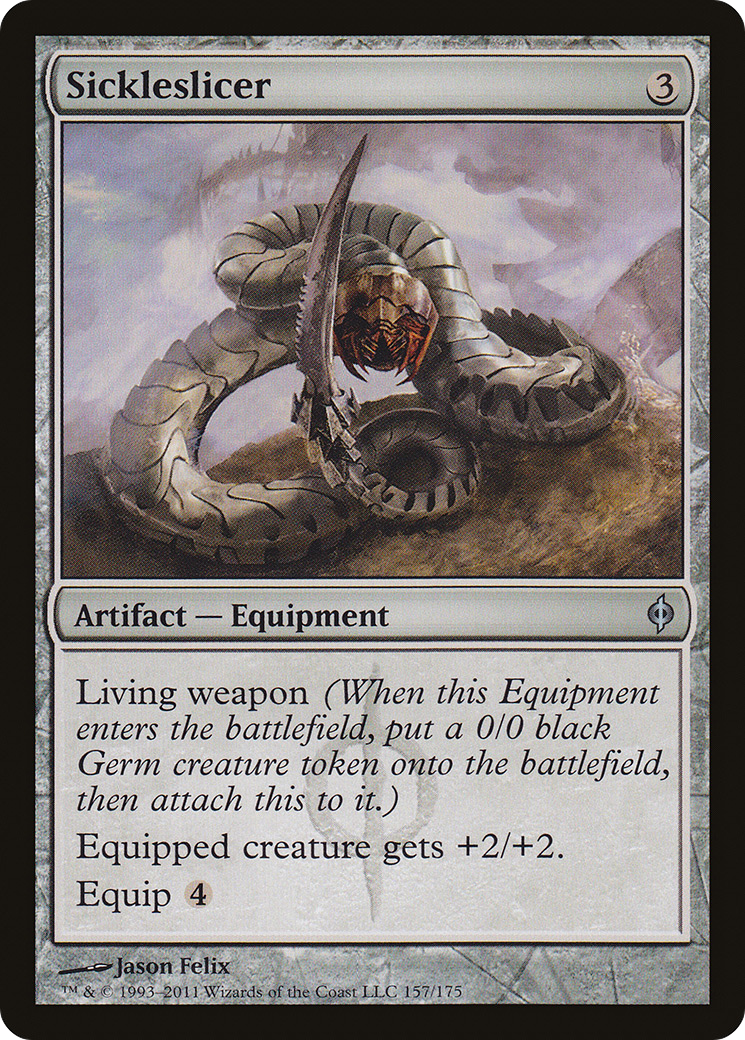 Sickleslicer 3
Artifact — Equipment
Living weapon (When this Equipment
enters the battlefield, put a 0/0 black
Germ creature token onto the battlefield,
then attach this to it.)
Equipped creature gets +2/+2.
Equip 4
Jason Felix
™ & © 1993–2011 Wizards of the Coast LLC 157/175